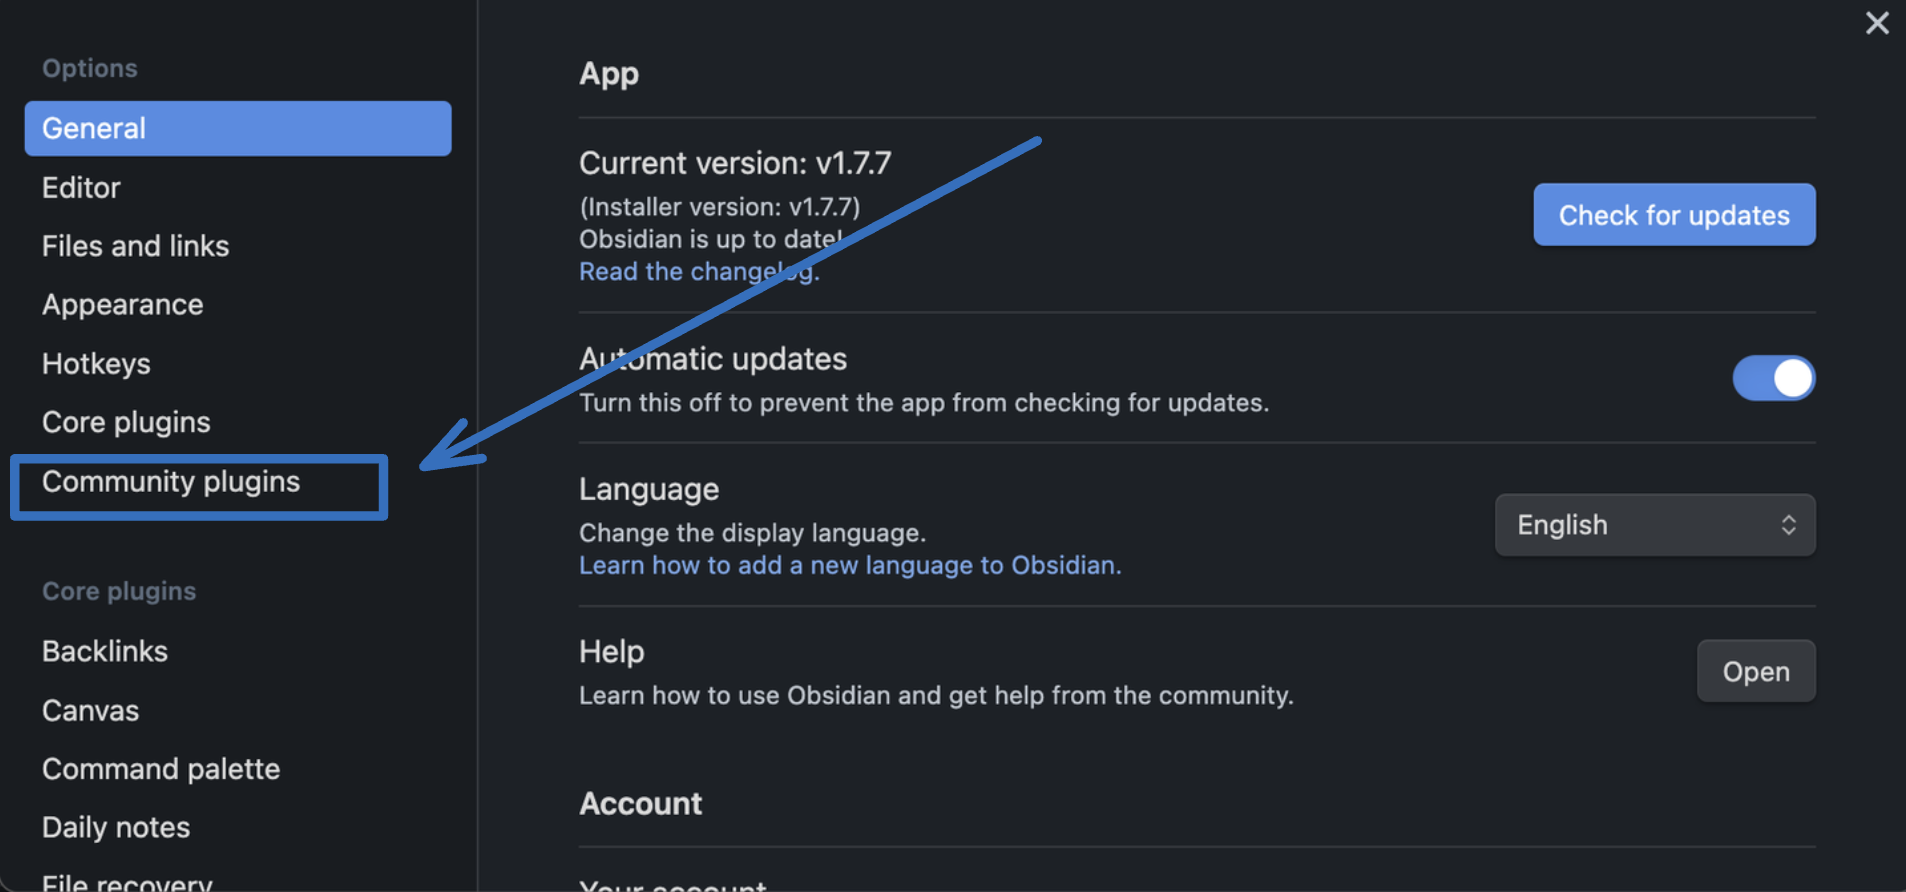 Options
General
Editor
Files and links
Appearance
Hotkeys
Core plugins
Community plugins
Core plugins
Backlinks
Canvas
Command palette
Daily notes
File recovery
App
Current version: v1.7.7
(Installer version: v1.7.7)
Obsidian is up to date!
Read the changelog.
Check for updates
Automatic updates
Turn this off to prevent the app from checking for updates.
Language
Change the display language.
Learn how to add a new language to Obsidian.
English
Help
Learn how to use Obsidian and get help from the community.
Open
Account
Your account